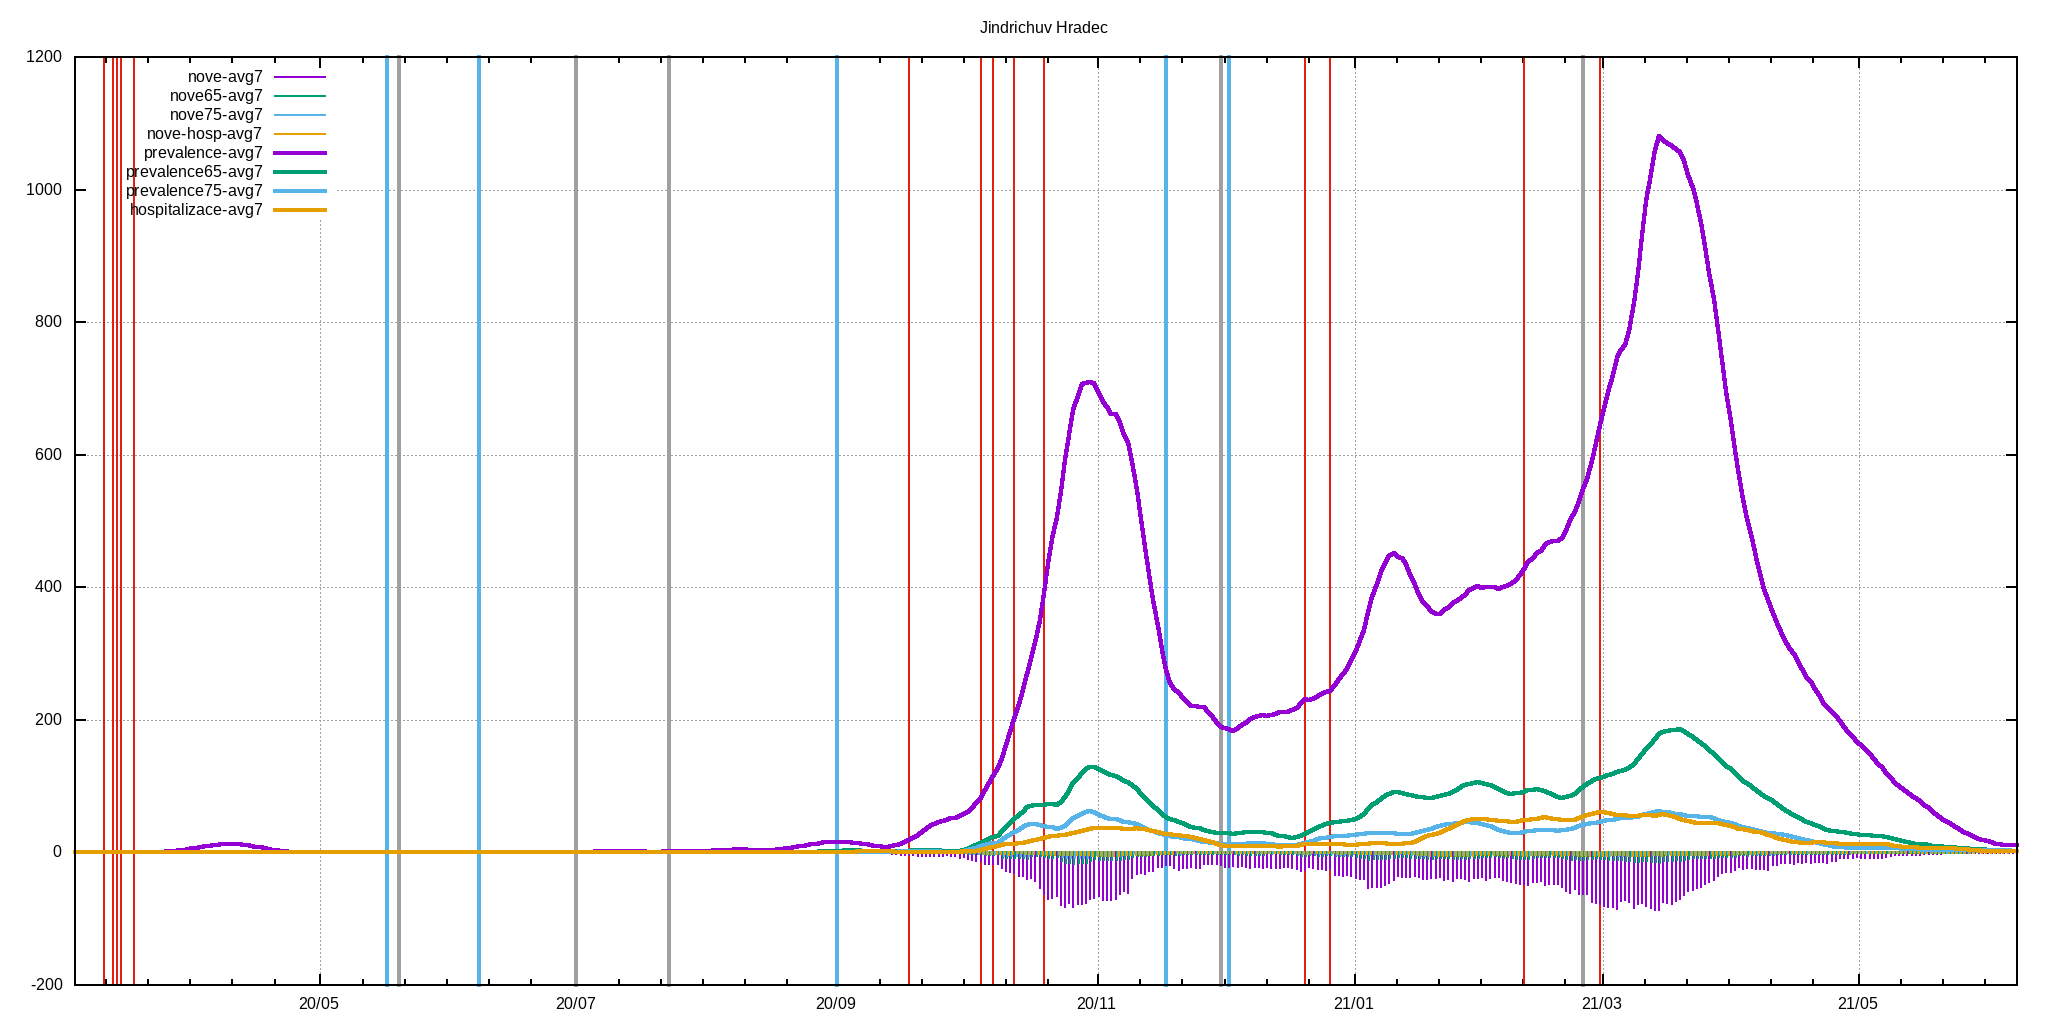 Jindrichuv Hradec
1200
1000
800
600
400
200
0
-200
nove-avg7
nove65-avg7
nove75-avg7
nove-hosp-avg7
prevalence-avg7
prevalence65-avg7
prevalence75-avg7
hospitalizace-avg7
20/05 20/07 20/09 20/11 21/01 21/03 21/05